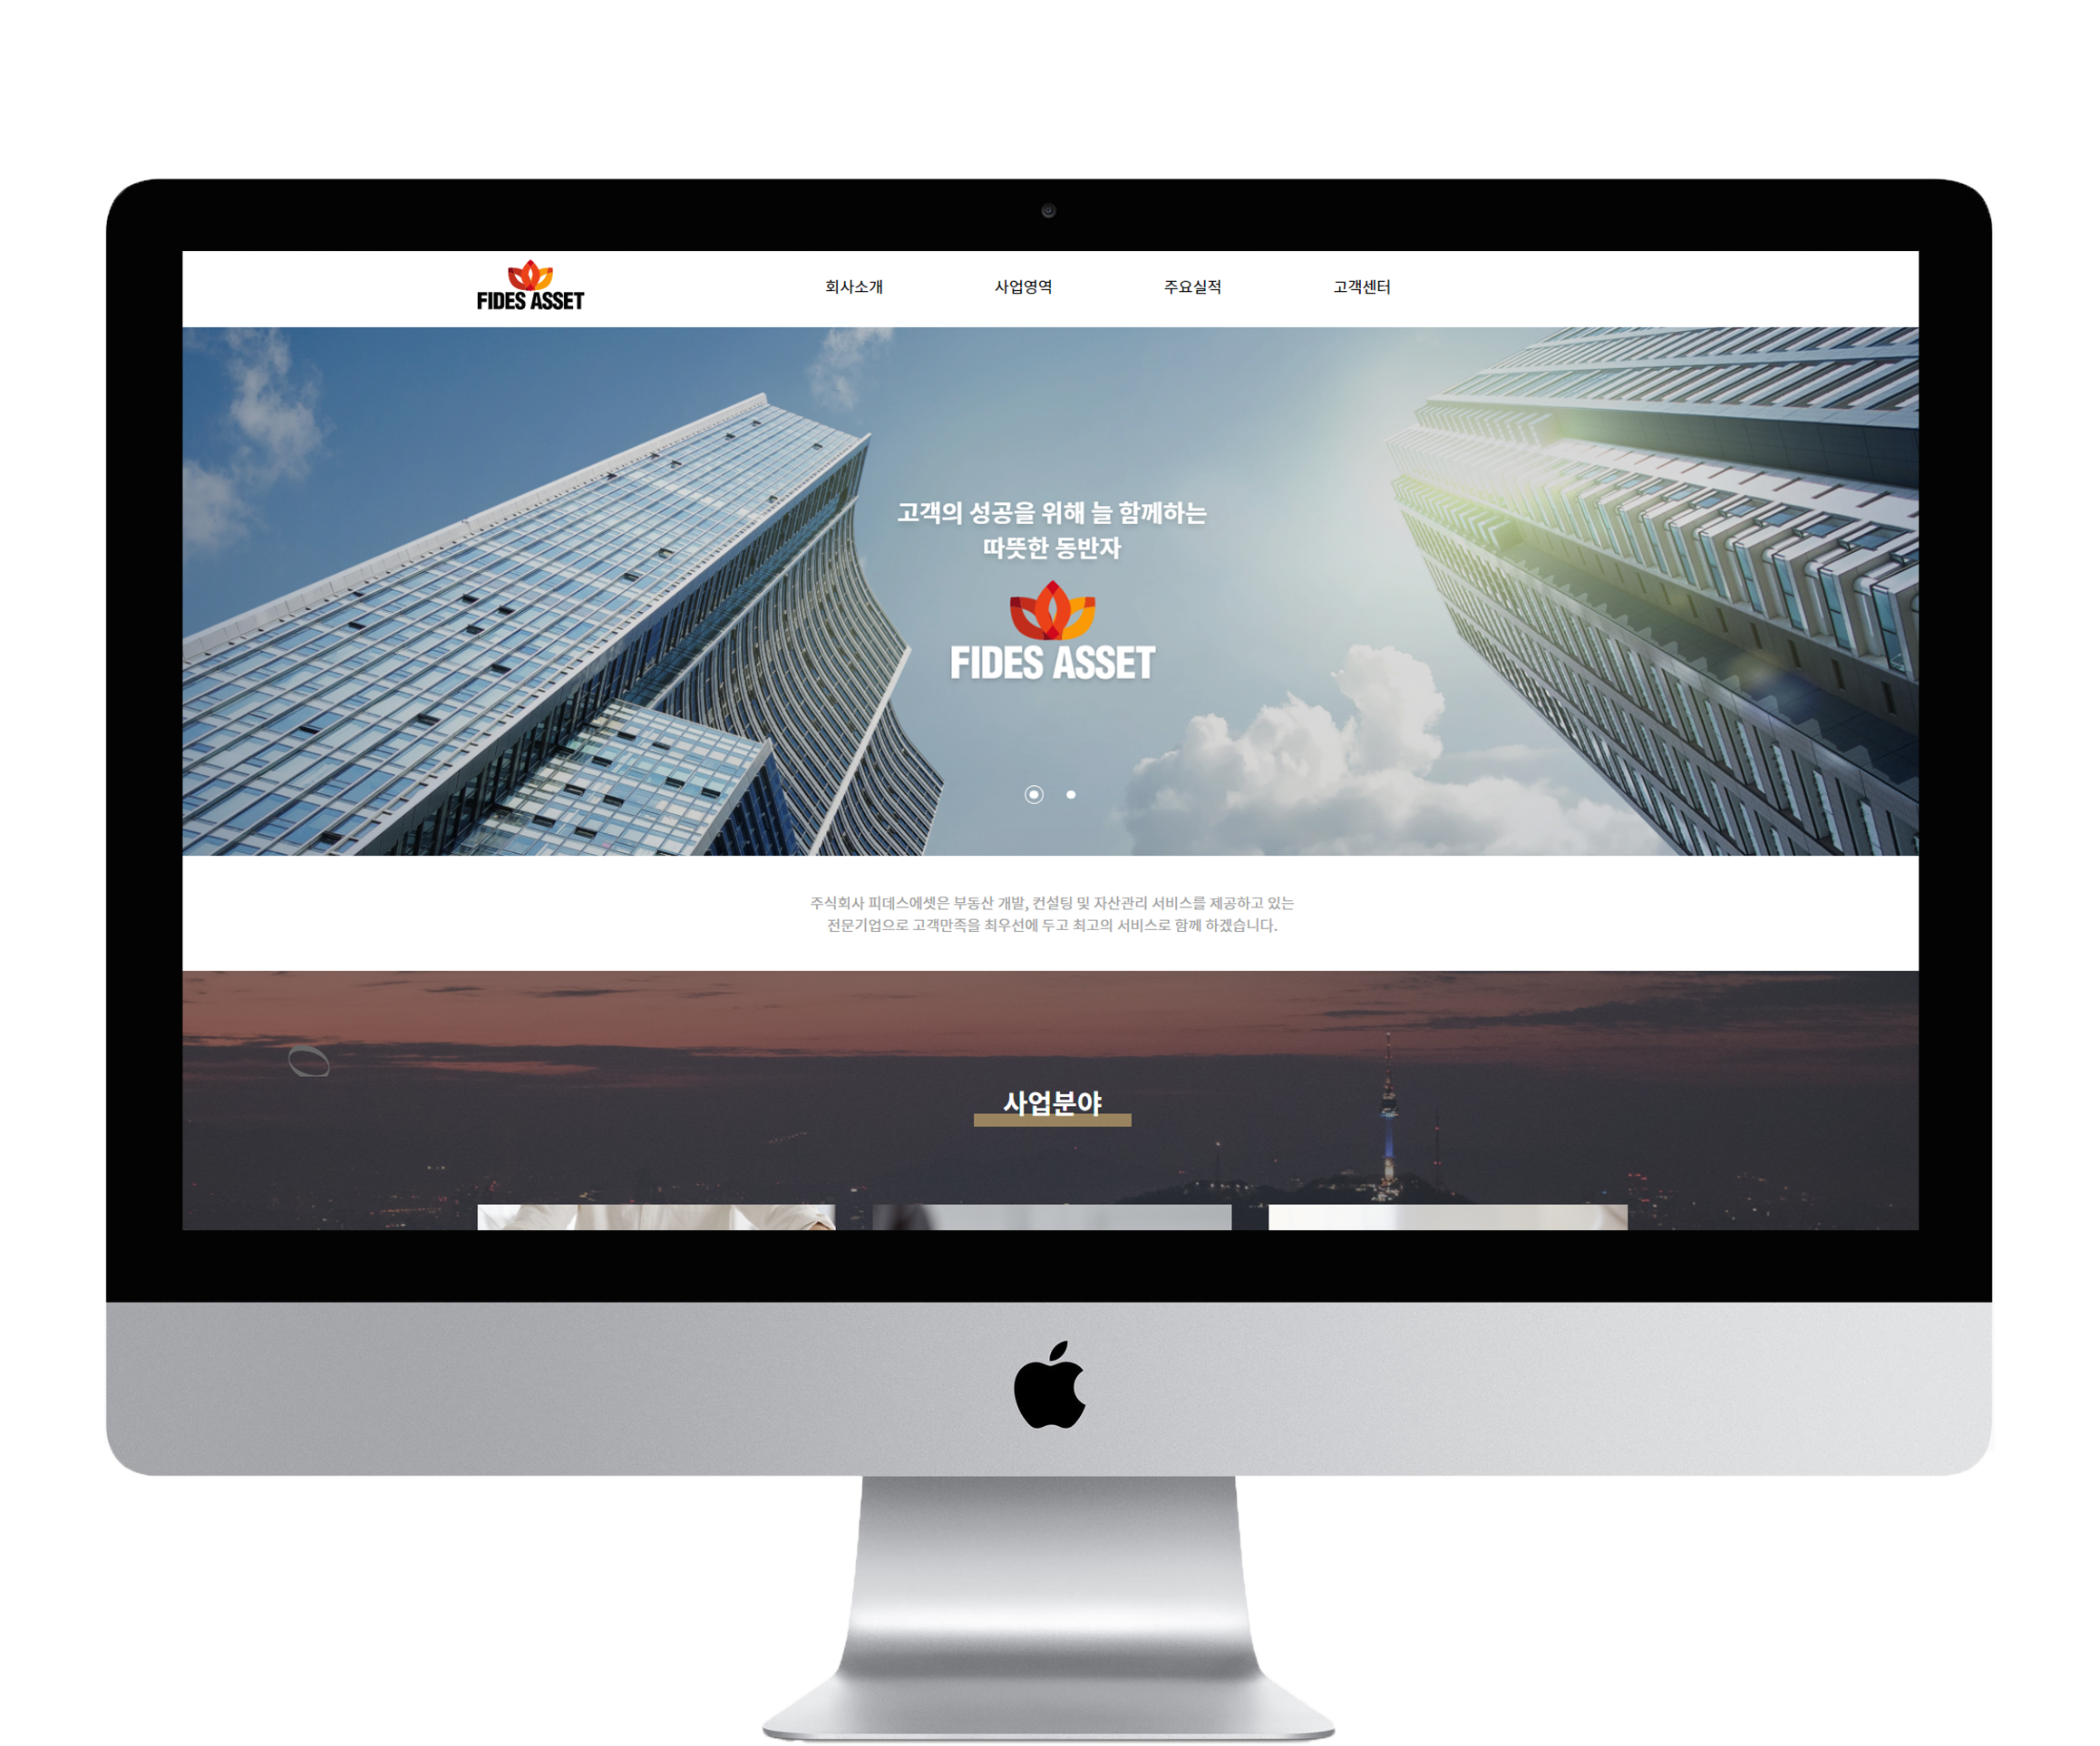 FIDES ASSET
회사소개 사업영역 주요실적 고객센터
고객의 성공을 위해 늘 함께하는
따뜻한 동반자
FIDES ASSET
주식회사 피데스에셋은 부동산 개발, 컨설팅 및 자산관리 서비스를 제공하고 있는
전문기업으로 고객만족을 최우선에 두고 최고의 서비스로 함께 하겠습니다.
사업분야